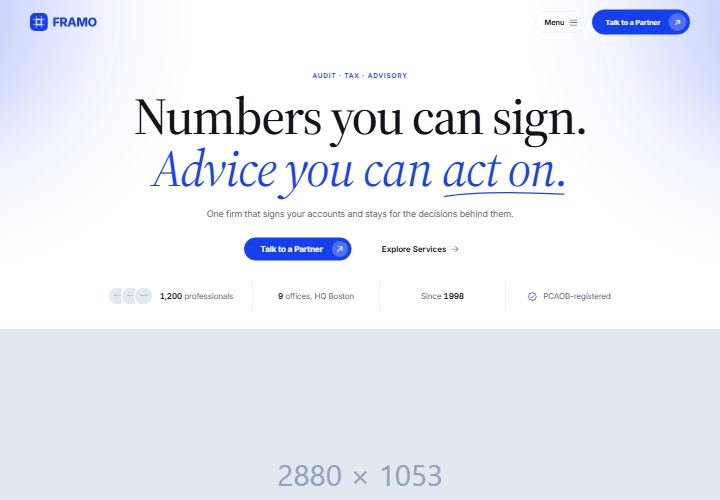 FRAMO
Menu
Talk to a Partner
AUDIT · TAX · ADVISORY
Numbers you can sign.
Advice you can act on.
One firm that signs your accounts and stays for the decisions behind them.
Talk to a Partner
Explore Services
1,200 professionals
9 offices, HQ Boston
Since 1998
PCAOB-registered
2880 × 1053